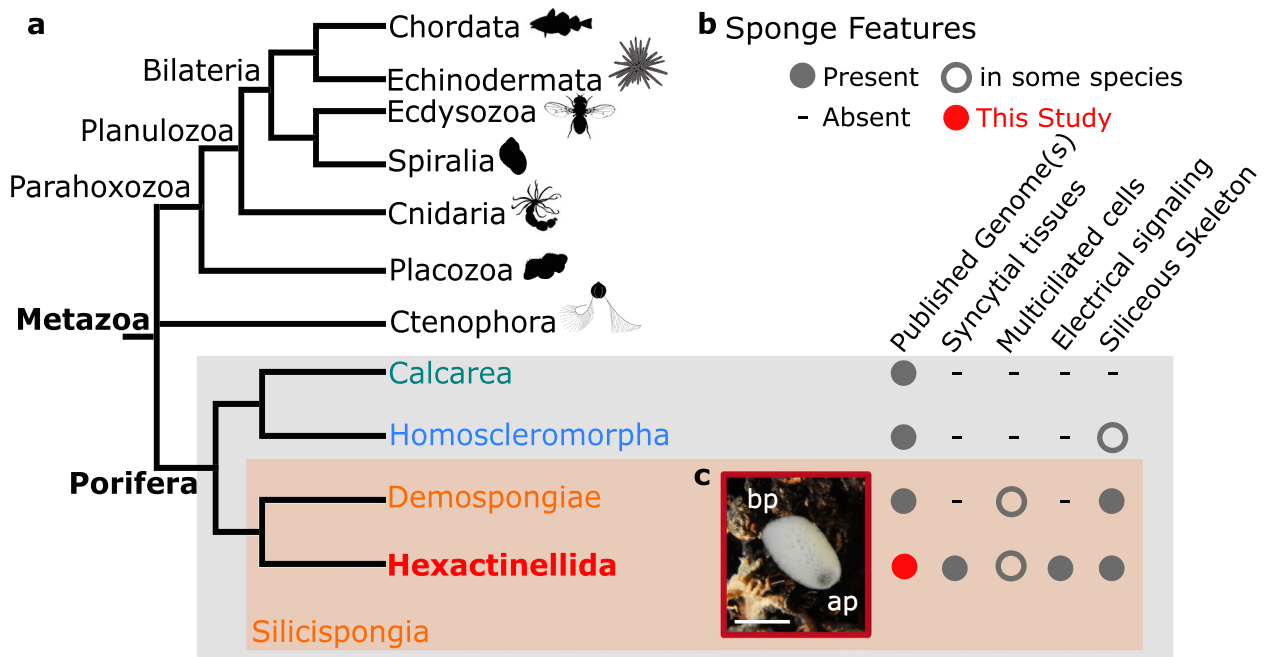 a
Chordata
Echinodermata
Bilateria
Ecdysozoa
Planulozoa
Spiralia
Parahoxozoa
Cnidaria
Placozoa
Metazoa
Ctenophora
Calcarea
Homoscleromorpha
Porifera
Demospongiae
Hexactinellida
Silicispongia
b Sponge Features
Present
in some species
- Absent
This Study
Published Genome(s)
Syncytial tissues
Multiciliated cells
Electrical signaling
Siliceous Skeleton
- - - -
- - -
- -
c
bp
ap